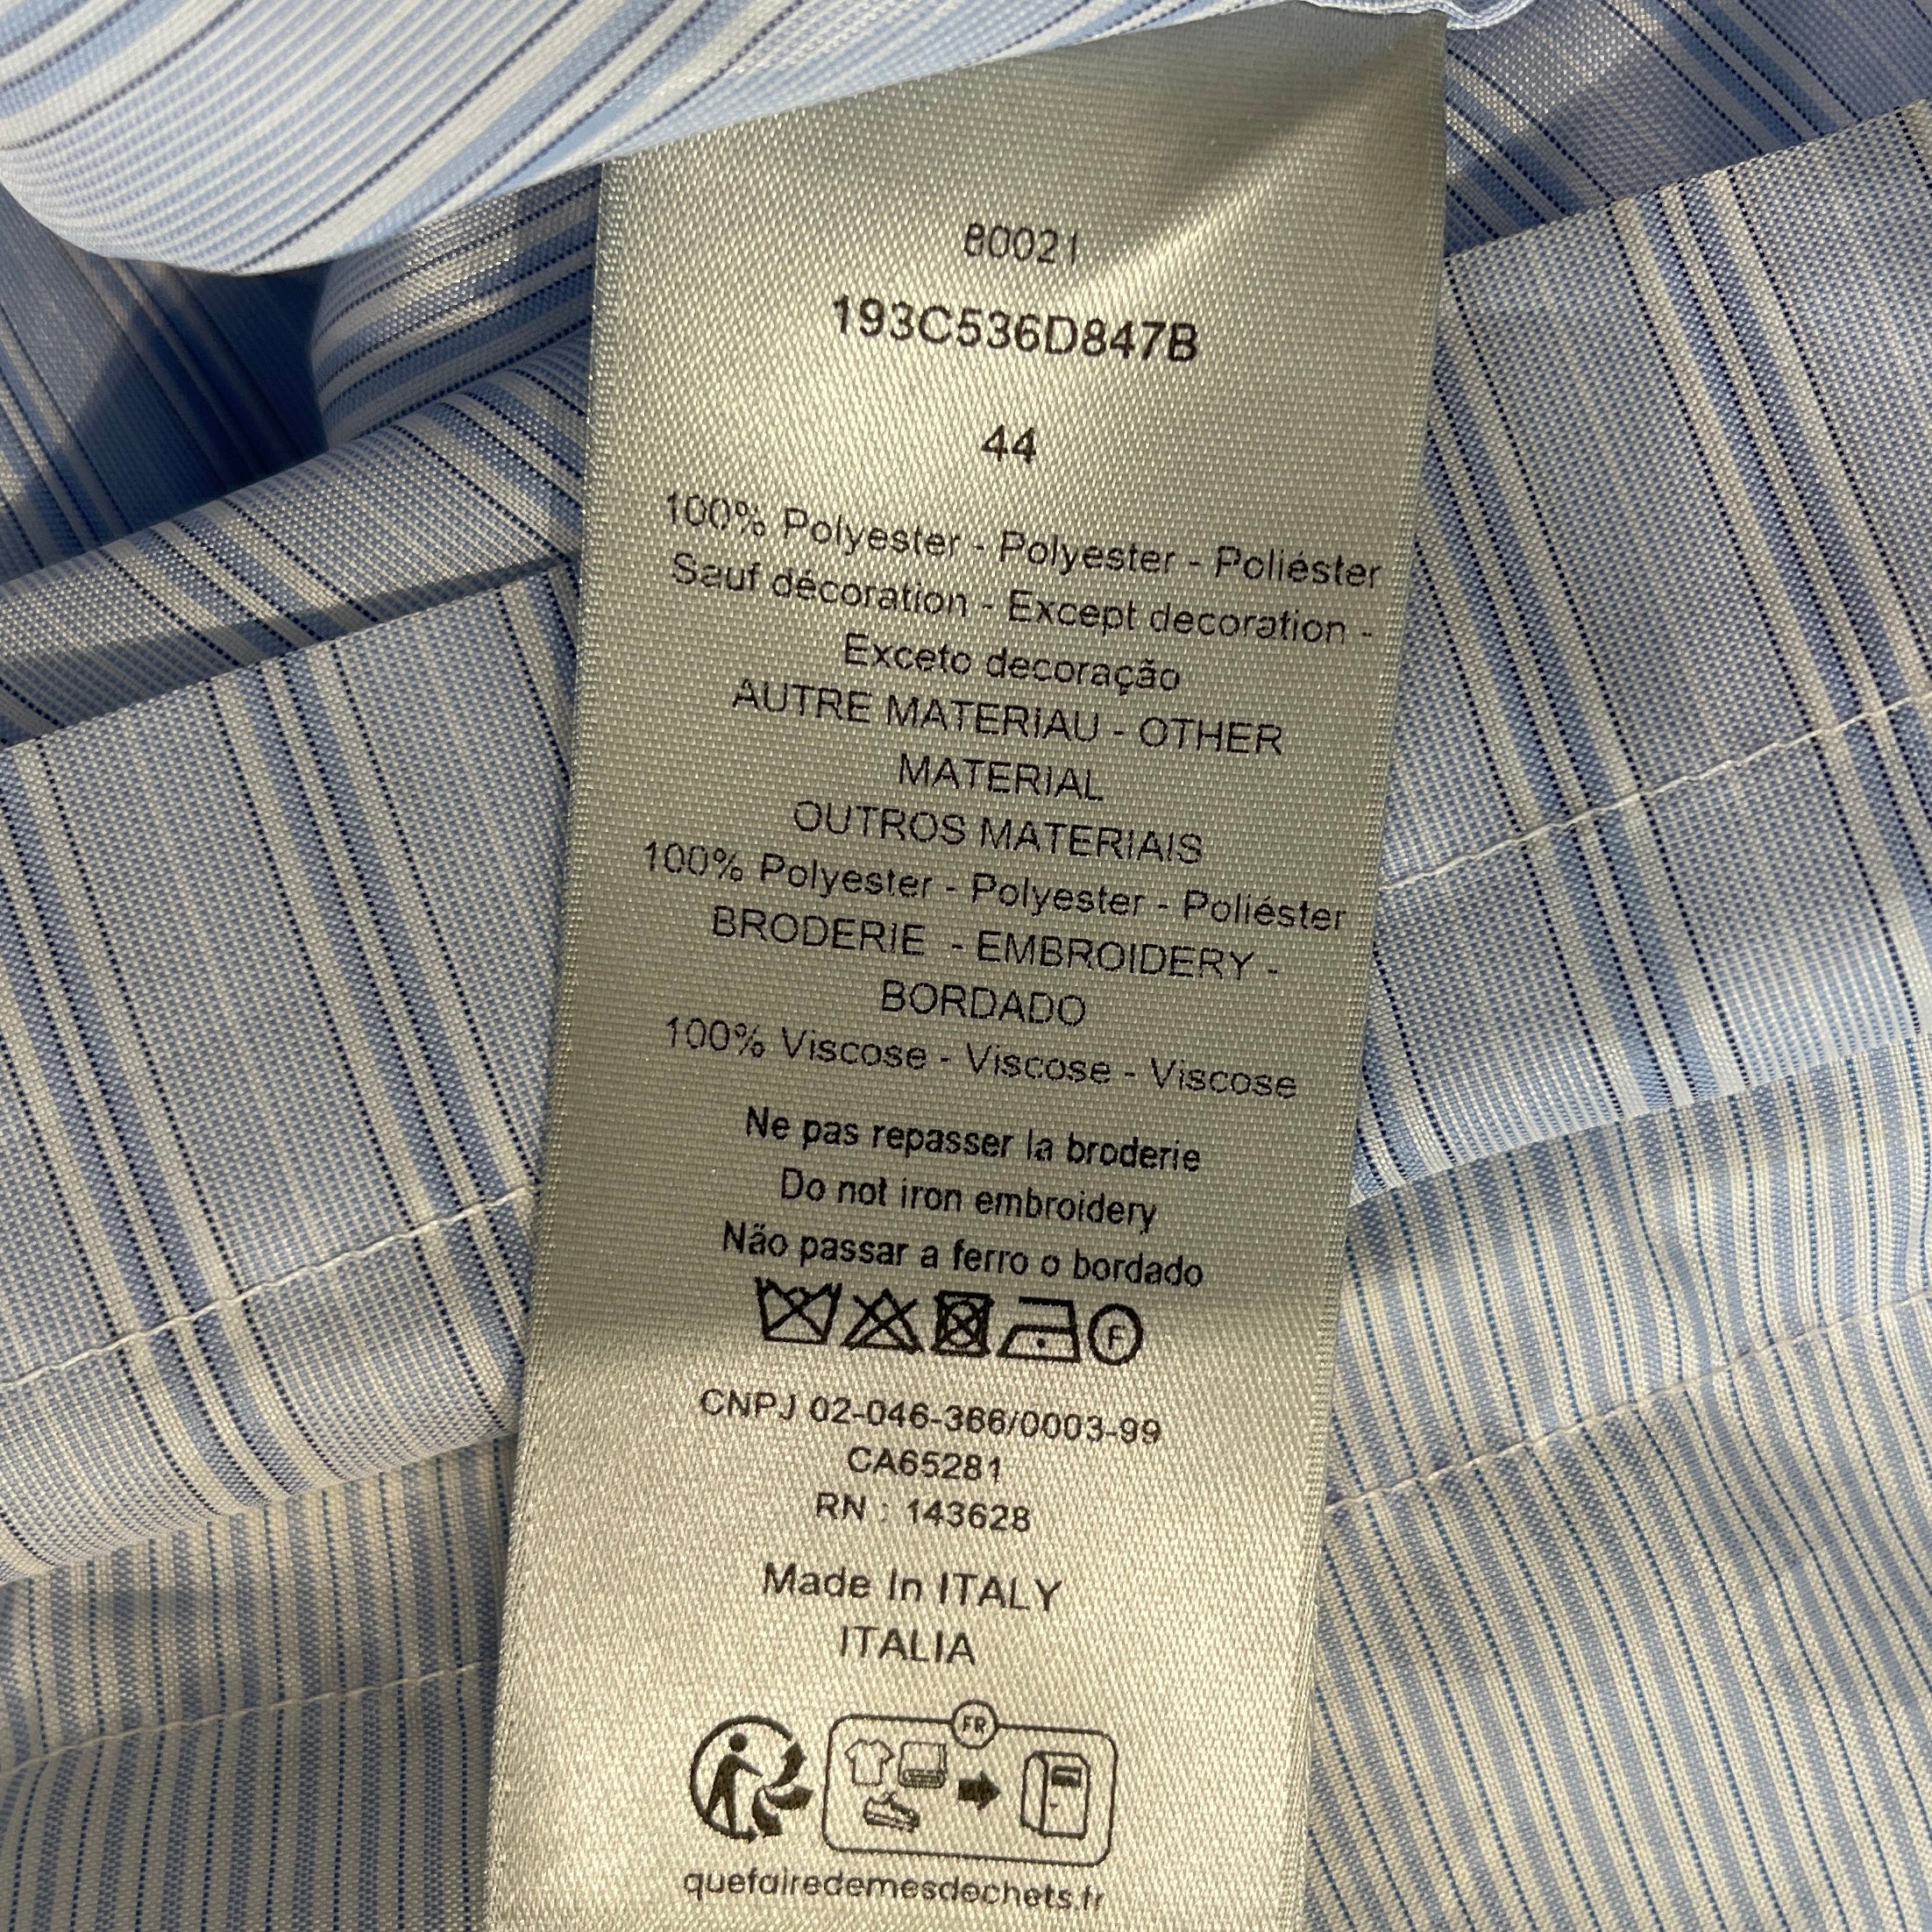 80021
193C536D847B
44
100% Polyester - Polyester - Poliéster
Sauf décoration - Except decoration -
Exceto decoração
AUTRE MATERIAU - OTHER
MATERIAL
OUTROS MATERIAIS
100% Polyester - Polyester - Poliéster
BRODERIE - EMBROIDERY -
BORDADO
100% Viscose - Viscose - Viscose
Ne pas repasser la broderie
Do not iron embroidery
Não passar a ferro o bordado
F
CNPJ 02-046-366/0003-99
CA65281
RN : 143628
Made In ITALY
ITALIA
FR
quefairedemesdechets.fr